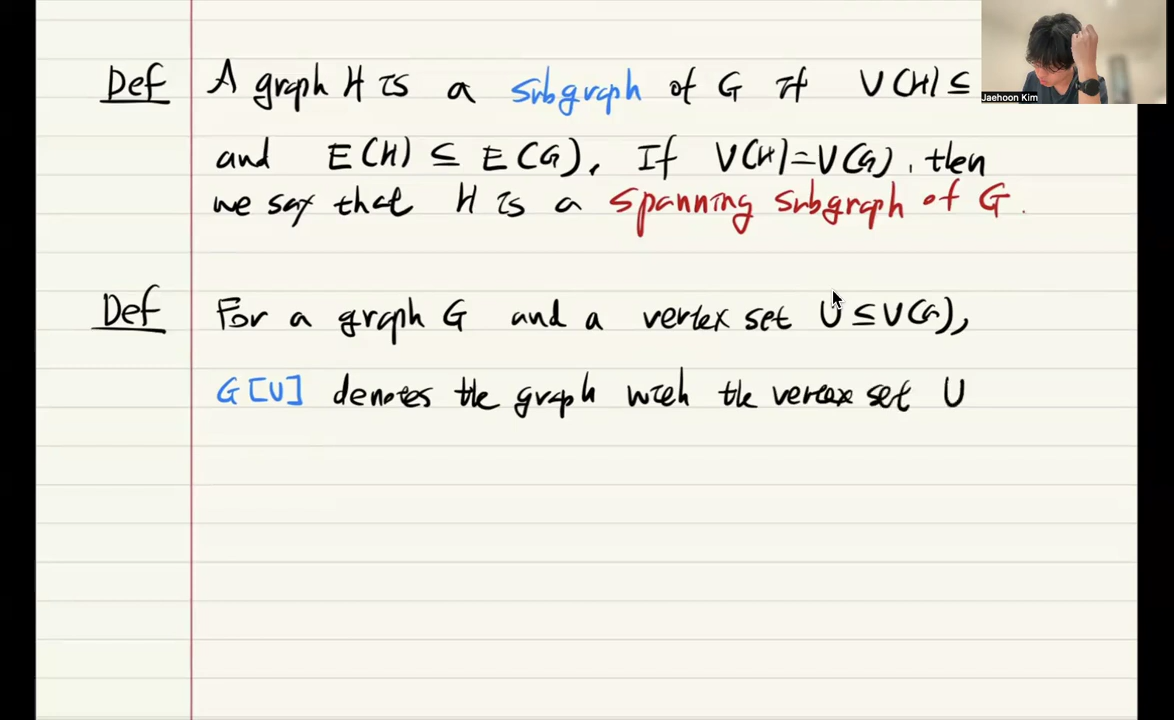 Def A graph H is a subgraph of G if V(H) ⊆
Jaehoon Kim
and E(H) ⊆ E(G). If V(H)=V(G), then
we say that H is a spanning subgraph of G.
Def For a graph G and a vertex set U ⊆ V(G),
G[U] denotes the graph with the vertex set U